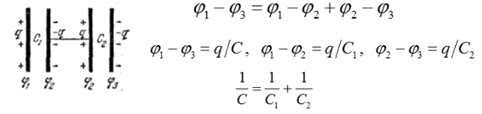 + - + -
q C₁ -q q C₂ -q
+ - + -
+ - + -
φ₁ φ₂ φ₂ φ₃
φ₁ − φ₃ = φ₁ − φ₂ + φ₂ − φ₃
φ₁ − φ₃ = q/C, φ₁ − φ₂ = q/C₁, φ₂ − φ₃ = q/C₂
1/C = 1/C₁ + 1/C₂